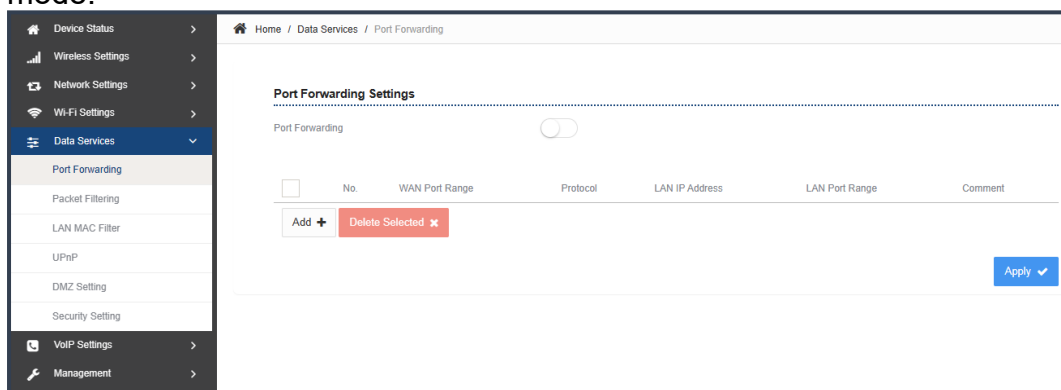 mode.
Device Status
Wireless Settings
Network Settings
Wi-Fi Settings
Data Services
Port Forwarding
Packet Filtering
LAN MAC Filter
UPnP
DMZ Setting
Security Setting
VoIP Settings
Management
Home / Data Services / Port Forwarding
Port Forwarding Settings
Port Forwarding
No. WAN Port Range Protocol LAN IP Address LAN Port Range Comment
Add + Delete Selected ×
Apply ✓